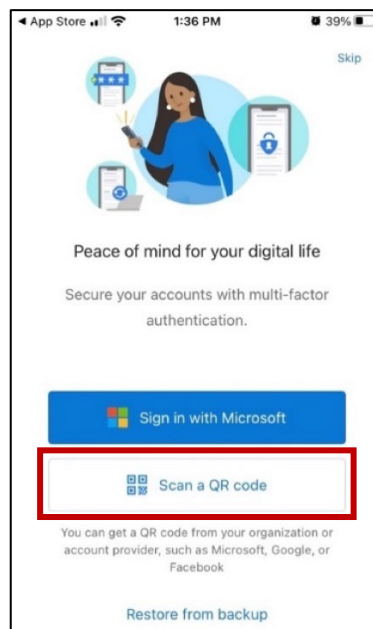 ◀ App Store 1:36 PM 39%
Skip
Peace of mind for your digital life
Secure your accounts with multi-factor
authentication.
Sign in with Microsoft
Scan a QR code
You can get a QR code from your organization or
account provider, such as Microsoft, Google, or
Facebook
Restore from backup